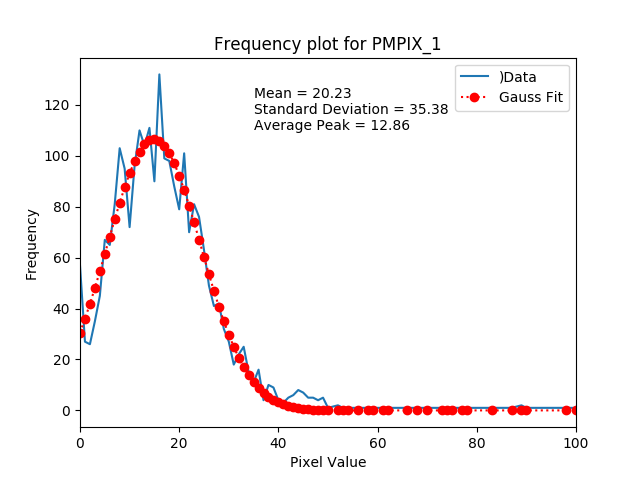 Frequency plot for PMPIX_1
Mean = 20.23
Standard Deviation = 35.38
Average Peak = 12.86
)Data
Gauss Fit
Frequency
120
100
80
60
40
20
0
0 20 40 60 80 100
Pixel Value